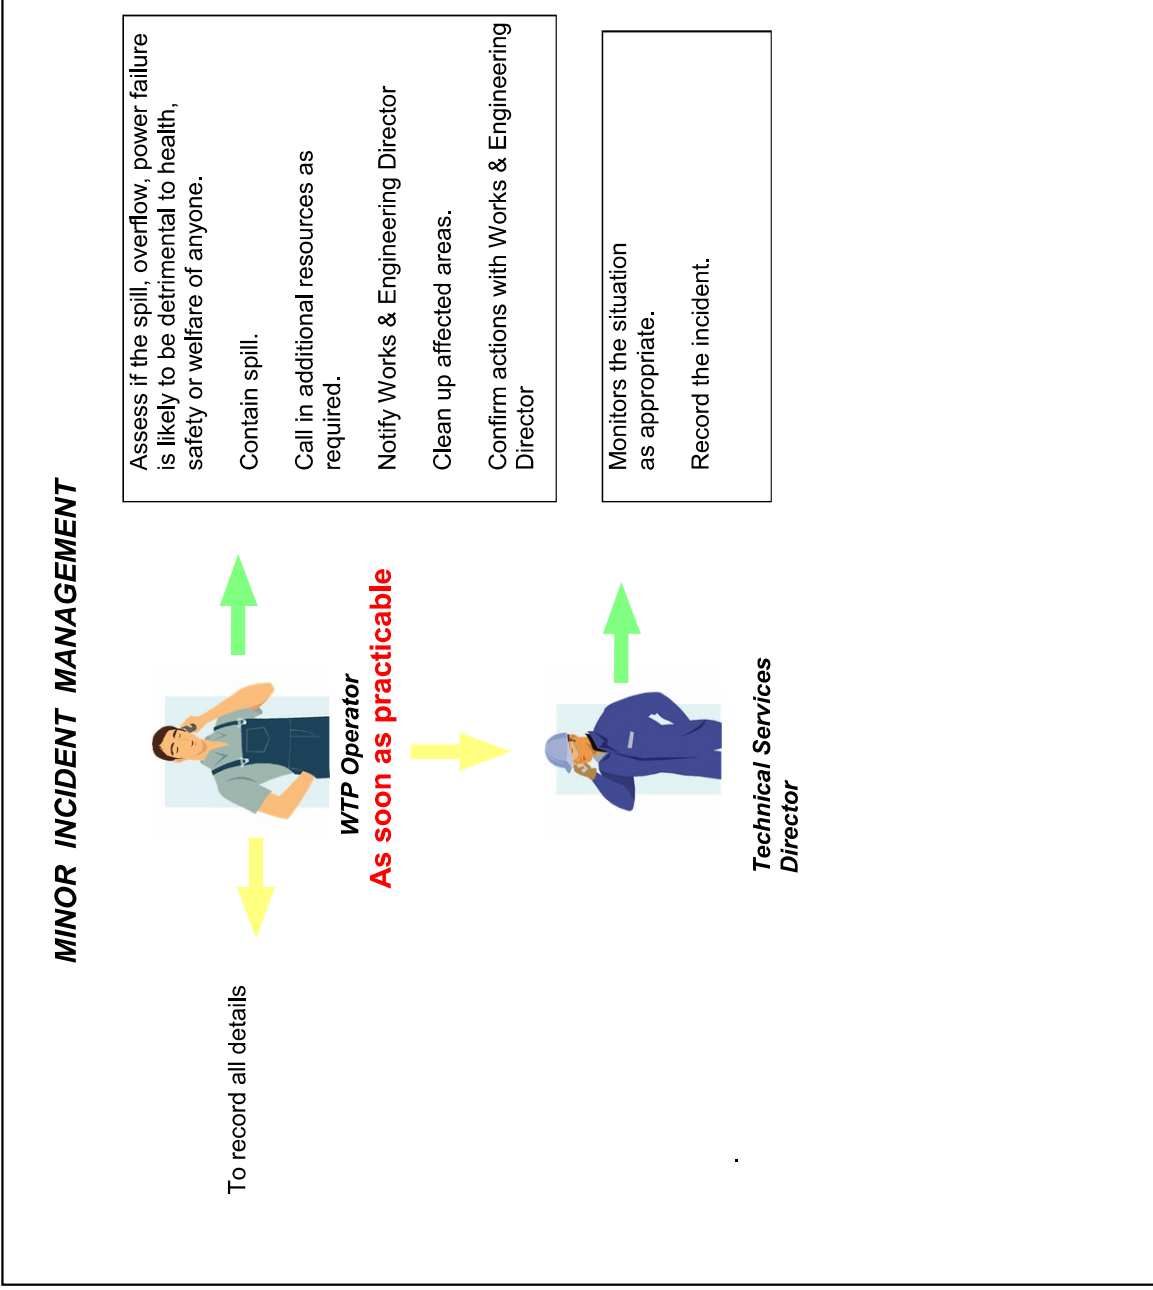 MINOR INCIDENT MANAGEMENT
To record all details
WTP Operator
As soon as practicable
Assess if the spill, overflow, power failure
is likely to be detrimental to health,
safety or welfare of anyone.
Contain spill.
Call in additional resources as
required.
Notify Works & Engineering Director
Clean up affected areas.
Confirm actions with Works & Engineering
Director
Technical Services
Director
Monitors the situation
as appropriate.
Record the incident.
.